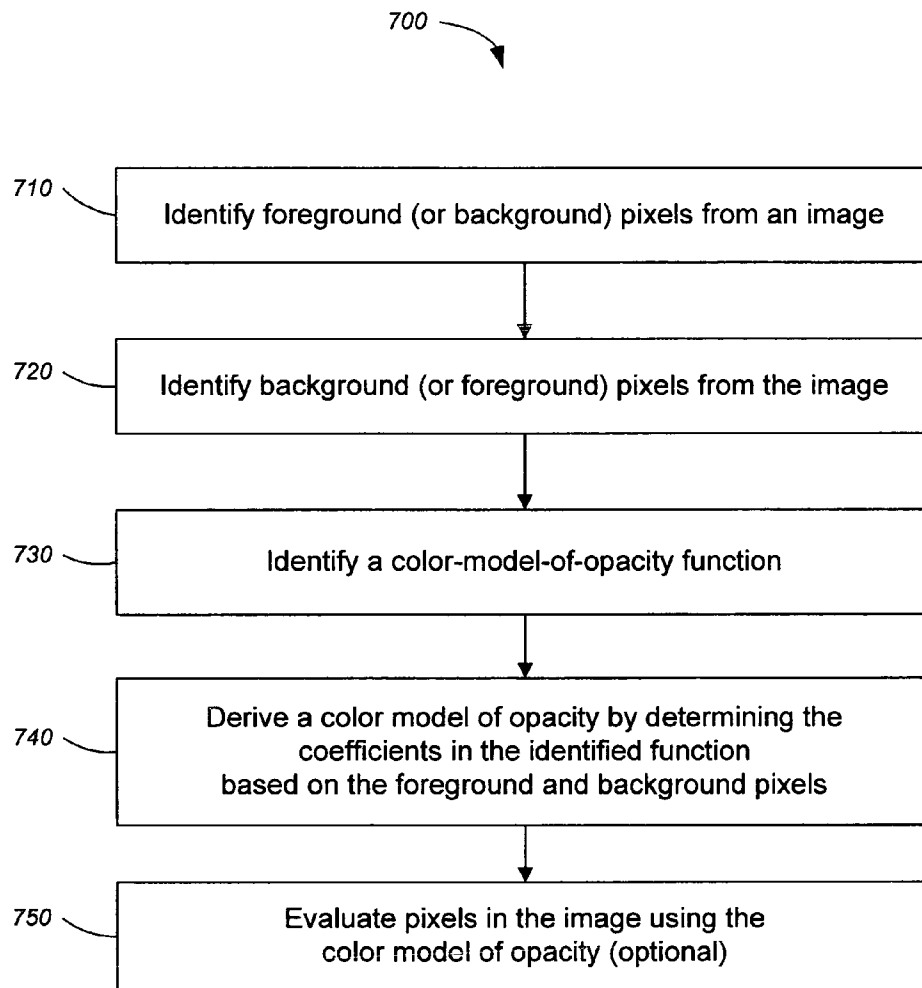 700
710
Identify foreground (or background) pixels from an image
720
Identify background (or foreground) pixels from the image
730
Identify a color-model-of-opacity function
740
Derive a color model of opacity by determining the
coefficients in the identified function
based on the foreground and background pixels
750
Evaluate pixels in the image using the
color model of opacity (optional)